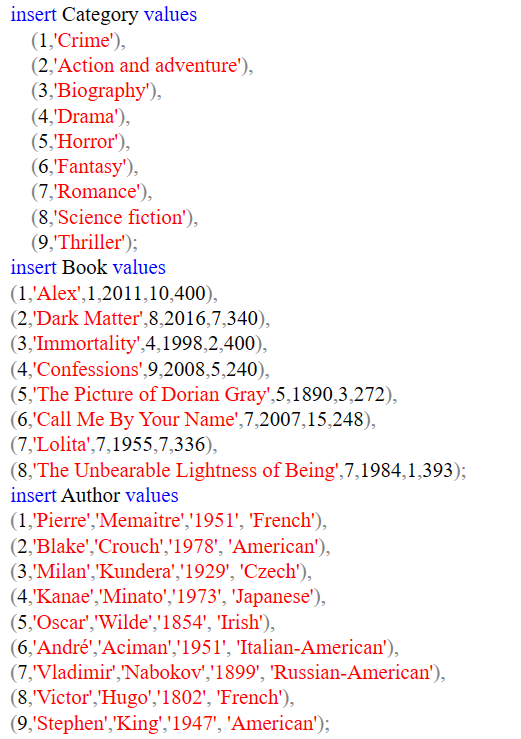 insert Category values
(1,'Crime'),
(2,'Action and adventure'),
(3,'Biography'),
(4,'Drama'),
(5,'Horror'),
(6,'Fantasy'),
(7,'Romance'),
(8,'Science fiction'),
(9,'Thriller');
insert Book values
(1,'Alex',1,2011,10,400),
(2,'Dark Matter',8,2016,7,340),
(3,'Immortality',4,1998,2,400),
(4,'Confessions',9,2008,5,240),
(5,'The Picture of Dorian Gray',5,1890,3,272),
(6,'Call Me By Your Name',7,2007,15,248),
(7,'Lolita',7,1955,7,336),
(8,'The Unbearable Lightness of Being',7,1984,1,393);
insert Author values
(1,'Pierre','Memaitre','1951', 'French'),
(2,'Blake','Crouch','1978', 'American'),
(3,'Milan','Kundera','1929', 'Czech'),
(4,'Kanae','Minato','1973', 'Japanese'),
(5,'Oscar','Wilde','1854', 'Irish'),
(6,'André','Aciman','1951', 'Italian-American'),
(7,'Vladimir','Nabokov','1899', 'Russian-American'),
(8,'Victor','Hugo','1802', 'French'),
(9,'Stephen','King','1947', 'American');